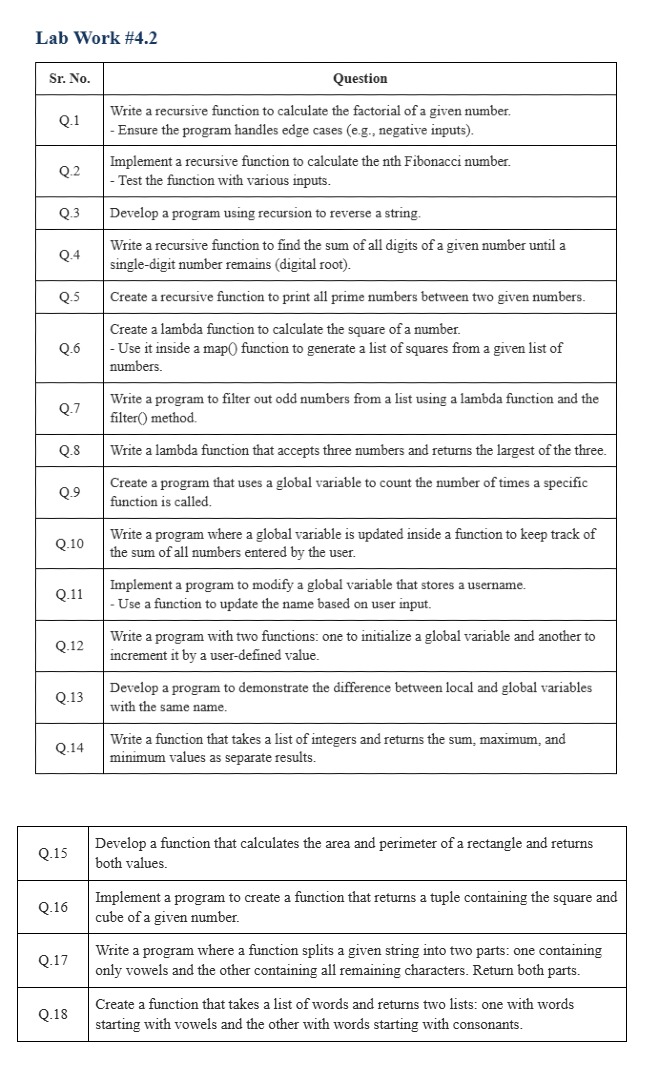 Lab Work #4.2
Sr. No. Question
Q.1 Write a recursive function to calculate the factorial of a given number.
- Ensure the program handles edge cases (e.g., negative inputs).
Q.2 Implement a recursive function to calculate the nth Fibonacci number.
- Test the function with various inputs.
Q.3 Develop a program using recursion to reverse a string.
Q.4 Write a recursive function to find the sum of all digits of a given number until a
single-digit number remains (digital root).
Q.5 Create a recursive function to print all prime numbers between two given numbers.
Q.6 Create a lambda function to calculate the square of a number.
- Use it inside a map() function to generate a list of squares from a given list of
numbers.
Q.7 Write a program to filter out odd numbers from a list using a lambda function and the
filter() method.
Q.8 Write a lambda function that accepts three numbers and returns the largest of the three.
Q.9 Create a program that uses a global variable to count the number of times a specific
function is called.
Q.10 Write a program where a global variable is updated inside a function to keep track of
the sum of all numbers entered by the user.
Q.11 Implement a program to modify a global variable that stores a username.
- Use a function to update the name based on user input.
Q.12 Write a program with two functions: one to initialize a global variable and another to
increment it by a user-defined value.
Q.13 Develop a program to demonstrate the difference between local and global variables
with the same name.
Q.14 Write a function that takes a list of integers and returns the sum, maximum, and
minimum values as separate results.
Q.15 Develop a function that calculates the area and perimeter of a rectangle and returns
both values.
Q.16 Implement a program to create a function that returns a tuple containing the square and
cube of a given number.
Q.17 Write a program where a function splits a given string into two parts: one containing
only vowels and the other containing all remaining characters. Return both parts.
Q.18 Create a function that takes a list of words and returns two lists: one with words
starting with vowels and the other with words starting with consonants.